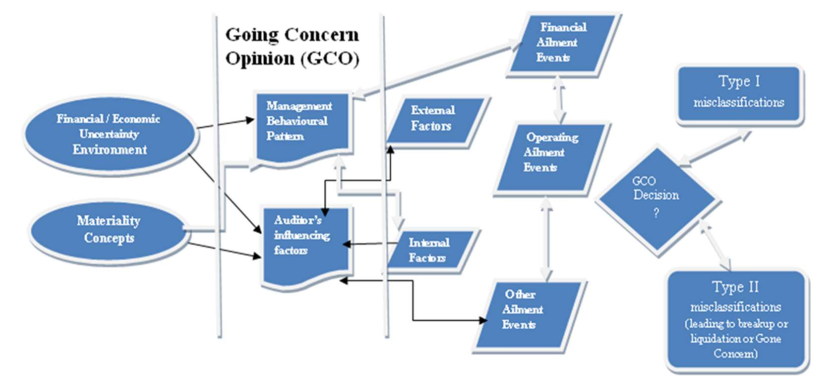 Going Concern
Opinion (GCO)
Financial / Economic
Uncertainty
Environment
Materiality
Concepts
Management
Behavioural
Pattern
Auditor's
influencing
factors
External
Factors
Internal
Factors
Financial
Ailment
Events
Operating
Ailment
Events
Other
Ailment
Events
Type I
misclassifications
GCO
Decision
?
Type II
misclassifications
(leading to breakup or
liquidation or Gone
Concern)